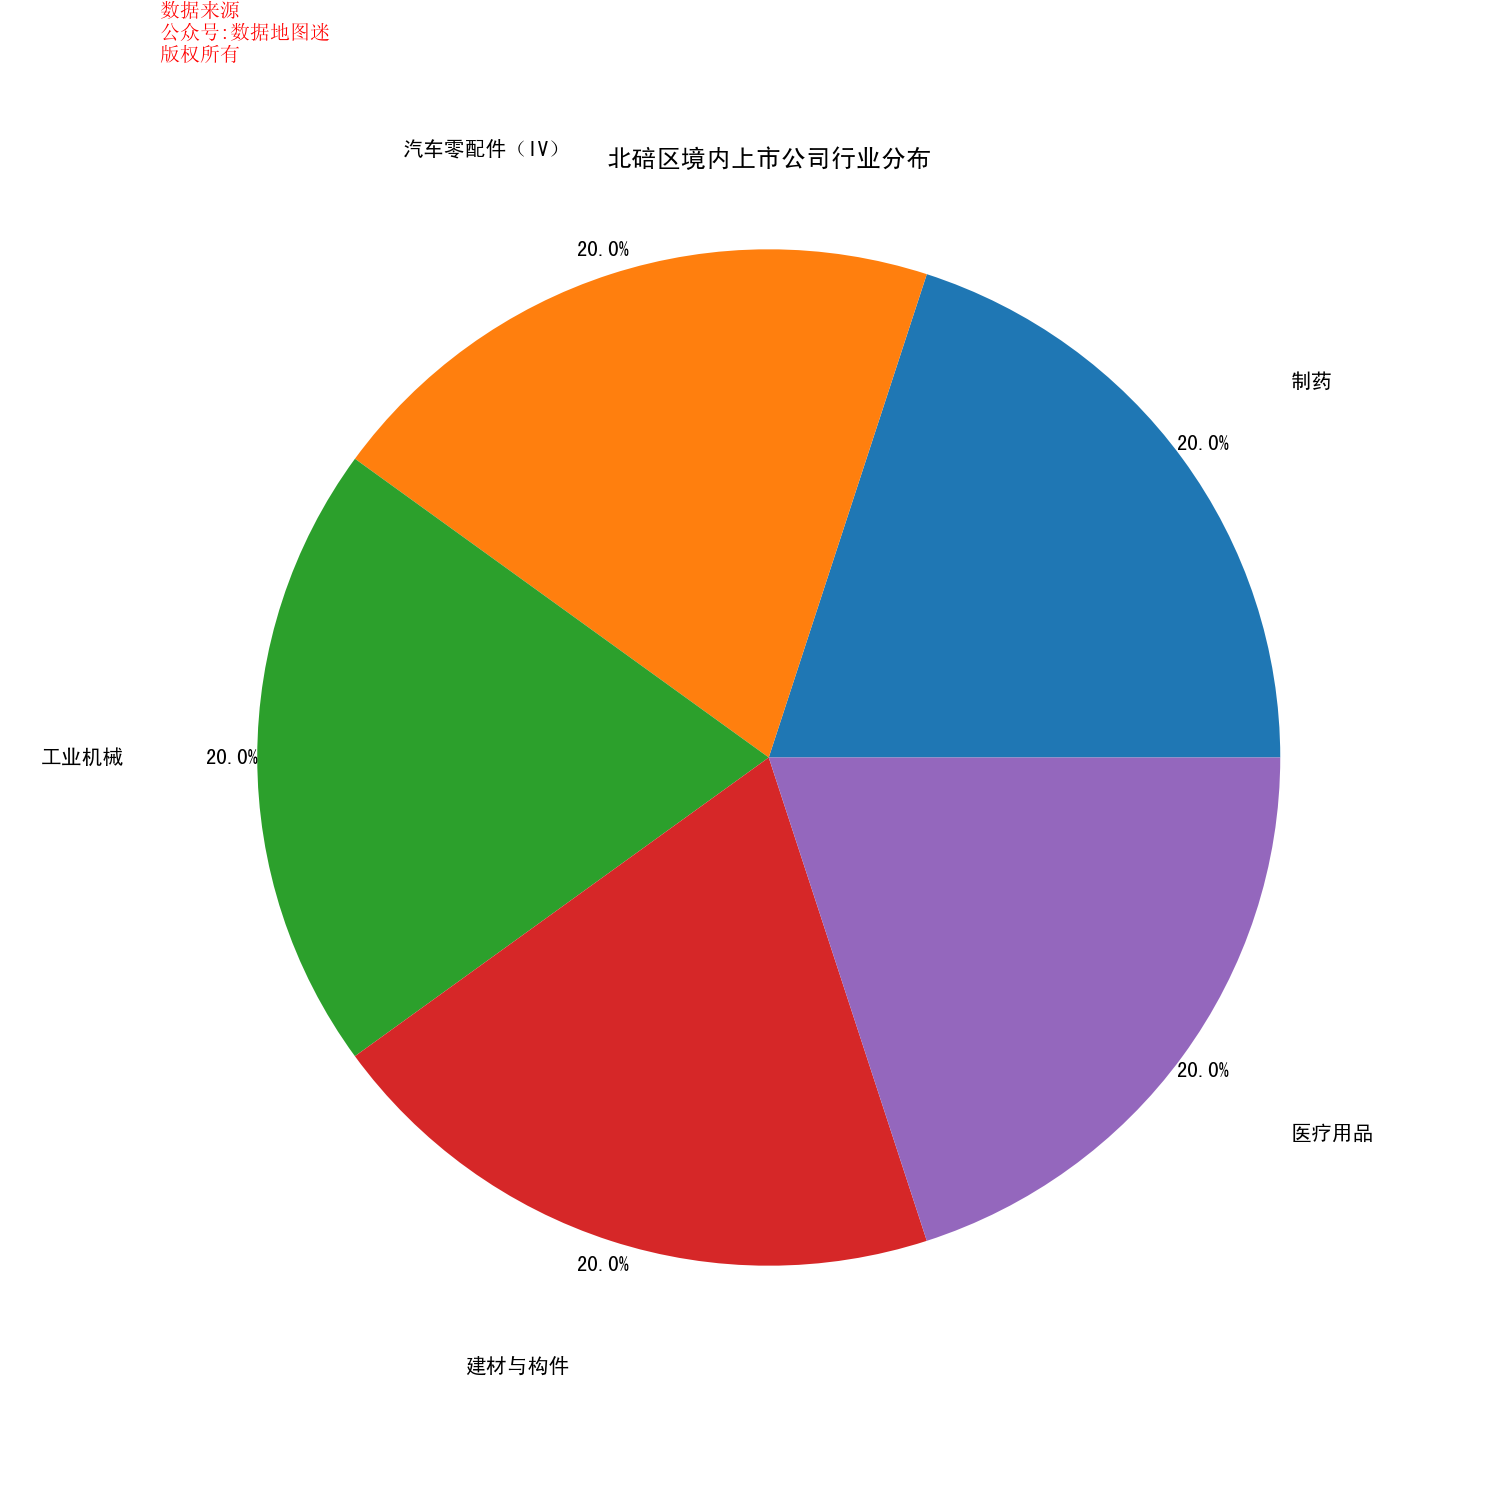 数据来源
公众号:数据地图迷
版权所有
汽车零配件（IV）
北碚区境内上市公司行业分布
20.0%
制药
20.0%
工业机械
20.0%
20.0%
医疗用品
20.0%
建材与构件